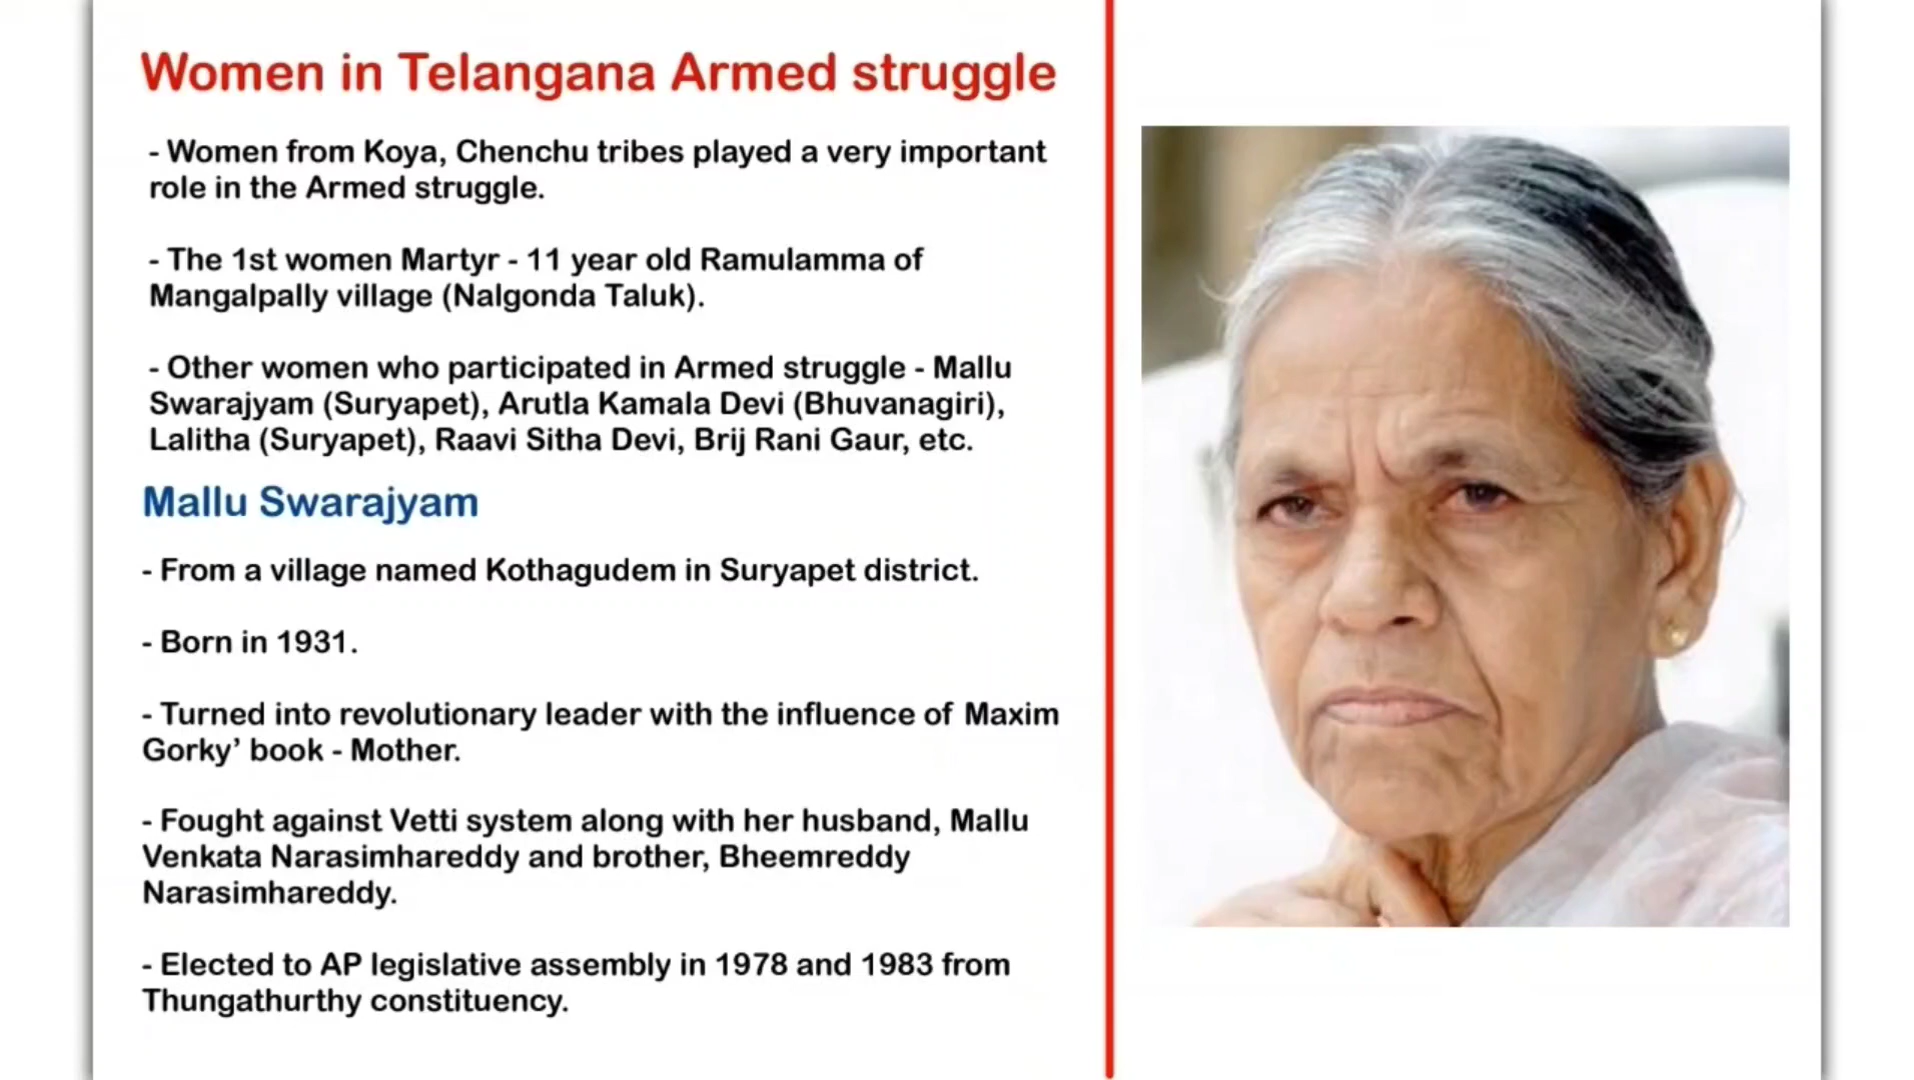 Women in Telangana Armed struggle
- Women from Koya, Chenchu tribes played a very important
role in the Armed struggle.
- The 1st women Martyr - 11 year old Ramulamma of
Mangalpally village (Nalgonda Taluk).
- Other women who participated in Armed struggle - Mallu
Swarajyam (Suryapet), Arutla Kamala Devi (Bhuvanagiri),
Lalitha (Suryapet), Raavi Sitha Devi, Brij Rani Gaur, etc.
Mallu Swarajyam
- From a village named Kothagudem in Suryapet district.
- Born in 1931.
- Turned into revolutionary leader with the influence of Maxim
Gorky’ book - Mother.
- Fought against Vetti system along with her husband, Mallu
Venkata Narasimhareddy and brother, Bheemreddy
Narasimhareddy.
- Elected to AP legislative assembly in 1978 and 1983 from
Thungathurthy constituency.